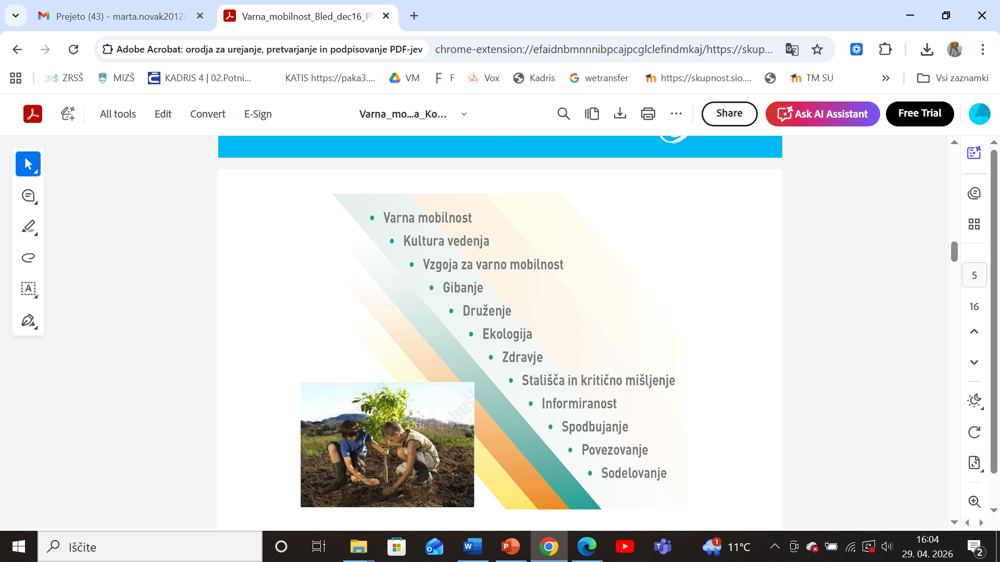 Prejeto (43) - marta.novak2012
Varna_mobilnost_Bled_dec16_P
Adobe Acrobat: orodja za urejanje, pretvarjanje in podpisovanje PDF-jev
chrome-extension://efaidnbmnnnibpcajpcglclefindmkaj/https://skup...
ZRSŠ
MIZŠ
KADRIS 4 | 02.Potni...
KATIS https://paka3....
VM
F
Vox
Kadris
wetransfer
https://skupnost.sio....
TM SU
Vsi zaznamki
All tools
Edit
Convert
E-Sign
Varna_mo...a_Ko...
Share
Ask AI Assistant
Free Trial
• Varna mobilnost
• Kultura vedenja
• Vzgoja za varno mobilnost
• Gibanje
• Druženje
• Ekologija
• Zdravje
• Stališča in kritično mišljenje
• Informiranost
• Spodbujanje
• Povezovanje
• Sodelovanje
5
16
Iščite
1
11°C
16:04
29. 04. 2026
2